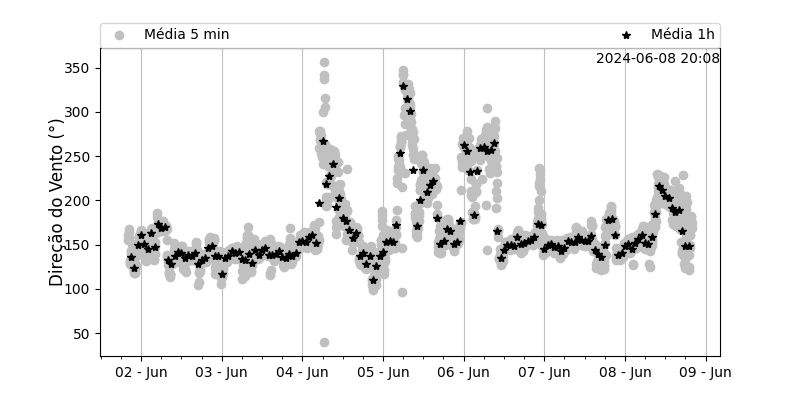 Média 5 min
Média 1h
2024-06-08 20:08
Direção do Vento (°)
350
300
250
200
150
100
50
02 - Jun
03 - Jun
04 - Jun
05 - Jun
06 - Jun
07 - Jun
08 - Jun
09 - Jun